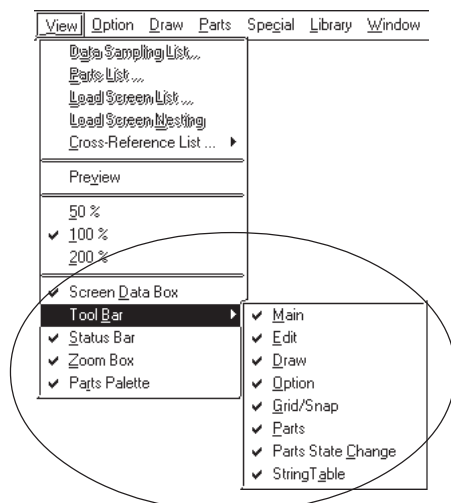 View Option Draw Parts Special Library Window
Data Sampling List...
Parts List ...
Load Screen List ...
Load Screen Nesting
Cross-Reference List ...
Preview
50 %
100 %
200 %
Screen Data Box
Tool Bar
Status Bar
Zoom Box
Parts Palette
Main
Edit
Draw
Option
Grid/Snap
Parts
Parts State Change
StringTable